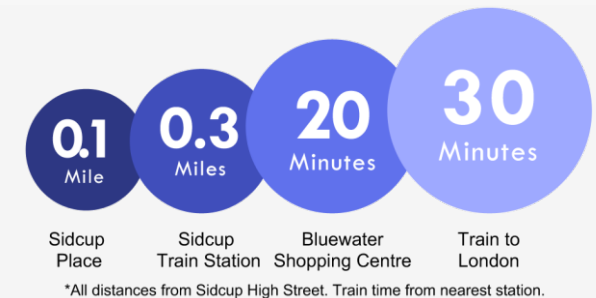 0.1
Mile
0.3
Miles
20
Minutes
30
Minutes
Sidcup
Place
Sidcup
Train Station
Bluewater
Shopping Centre
Train to
London
*All distances from Sidcup High Street. Train time from nearest station.